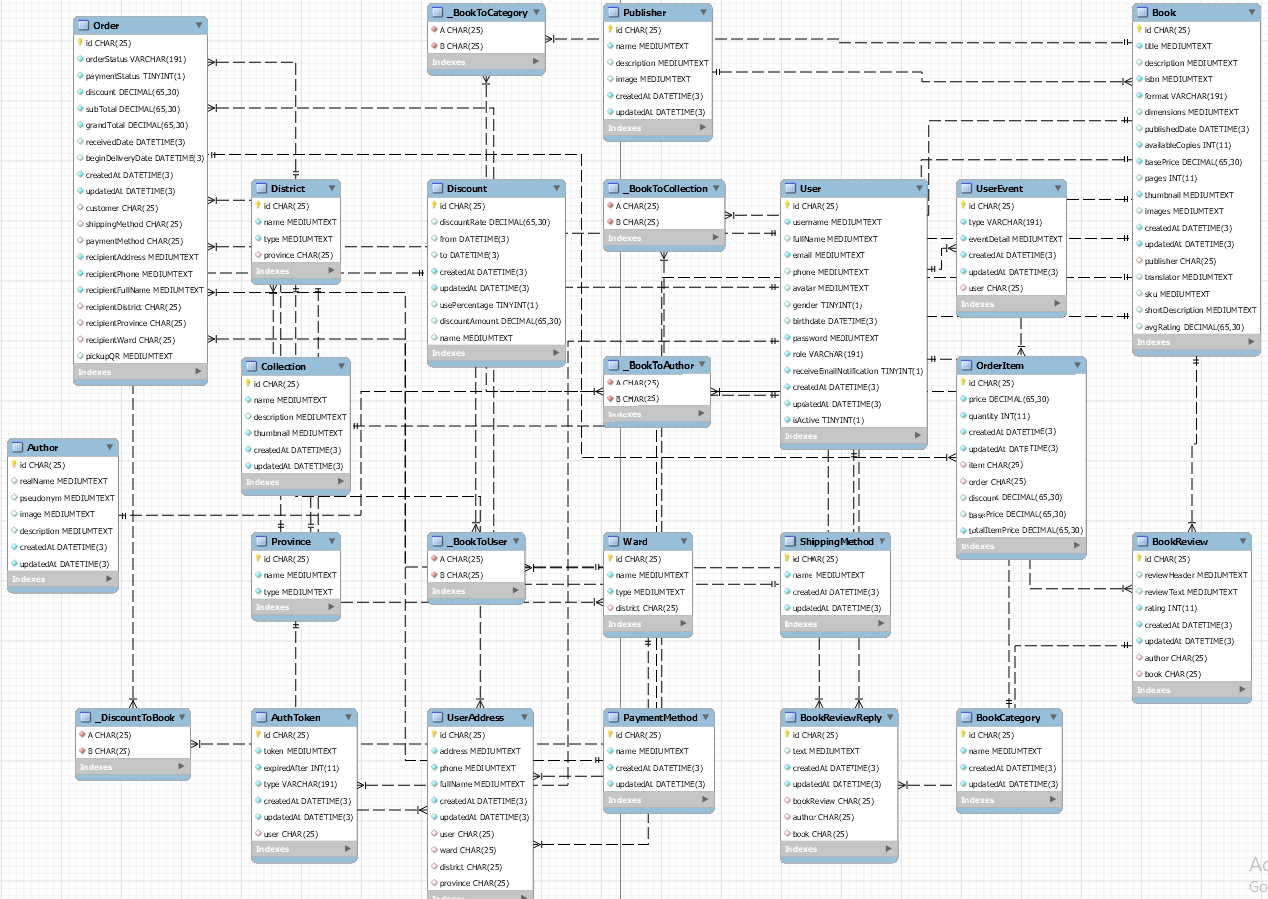 Order
id CHAR(25)
orderStatus VARCHAR(191)
paymentStatus TINYINT(1)
discount DECIMAL(65,30)
subTotal DECIMAL(65,30)
grandTotal DECIMAL(65,30)
receivedDate DATETIME(3)
beginDeliveryDate DATETIME(3)
createdAt DATETIME(3)
updatedAt DATETIME(3)
customer CHAR(25)
shippingMethod CHAR(25)
paymentMethod CHAR(25)
recipientAddress MEDIUMTEXT
recipientPhone MEDIUMTEXT
recipientFullName MEDIUMTEXT
recipientDistrict CHAR(25)
recipientProvince CHAR(25)
recipientWard CHAR(25)
pickupQR MEDIUMTEXT
Indexes
_BookToCategory
A CHAR(25)
B CHAR(25)
Indexes
Publisher
id CHAR(25)
name MEDIUMTEXT
description MEDIUMTEXT
image MEDIUMTEXT
createdAt DATETIME(3)
updatedAt DATETIME(3)
Indexes
Book
id CHAR(25)
title MEDIUMTEXT
description MEDIUMTEXT
isbn MEDIUMTEXT
format VARCHAR(191)
dimensions MEDIUMTEXT
publishedDate DATETIME(3)
availableCopies INT(11)
basePrice DECIMAL(65,30)
pages INT(11)
thumbnail MEDIUMTEXT
images MEDIUMTEXT
createdAt DATETIME(3)
updatedAt DATETIME(3)
publisher CHAR(25)
translator MEDIUMTEXT
sku MEDIUMTEXT
shortDescription MEDIUMTEXT
avgRating DECIMAL(65,30)
Indexes
District
id CHAR(25)
name MEDIUMTEXT
type MEDIUMTEXT
province CHAR(25)
Indexes
Discount
id CHAR(25)
discountRate DECIMAL(65,30)
from DATETIME(3)
to DATETIME(3)
createdAt DATETIME(3)
updatedAt DATETIME(3)
usePercentage TINYINT(1)
discountAmount DECIMAL(65,30)
name MEDIUMTEXT
Indexes
_BookToCollection
A CHAR(25)
B CHAR(25)
Indexes
User
id CHAR(25)
username MEDIUMTEXT
fullName MEDIUMTEXT
email MEDIUMTEXT
phone MEDIUMTEXT
avatar MEDIUMTEXT
gender TINYINT(1)
birthdate DATETIME(3)
password MEDIUMTEXT
role VARCHAR(191)
receiveEmailNotification TINYINT(1)
createdAt DATETIME(3)
updatedAt DATETIME(3)
isActive TINYINT(1)
Indexes
UserEvent
id CHAR(25)
type VARCHAR(191)
eventDetail MEDIUMTEXT
createdAt DATETIME(3)
updatedAt DATETIME(3)
user CHAR(25)
Indexes
Collection
id CHAR(25)
name MEDIUMTEXT
description MEDIUMTEXT
thumbnail MEDIUMTEXT
createdAt DATETIME(3)
updatedAt DATETIME(3)
Indexes
_BookToAuthor
A CHAR(25)
B CHAR(25)
Indexes
OrderItem
id CHAR(25)
price DECIMAL(65,30)
quantity INT(11)
createdAt DATETIME(3)
updatedAt DATETIME(3)
item CHAR(25)
order CHAR(25)
discount DECIMAL(65,30)
basePrice DECIMAL(65,30)
totalItemPrice DECIMAL(65,30)
Indexes
Author
id CHAR(25)
realName MEDIUMTEXT
pseudonym MEDIUMTEXT
image MEDIUMTEXT
description MEDIUMTEXT
createdAt DATETIME(3)
updatedAt DATETIME(3)
Indexes
Province
id CHAR(25)
name MEDIUMTEXT
type MEDIUMTEXT
Indexes
_BookToUser
A CHAR(25)
B CHAR(25)
Indexes
Ward
id CHAR(25)
name MEDIUMTEXT
type MEDIUMTEXT
district CHAR(25)
Indexes
ShippingMethod
id CHAR(25)
name MEDIUMTEXT
createdAt DATETIME(3)
updatedAt DATETIME(3)
Indexes
BookReview
id CHAR(25)
reviewHeader MEDIUMTEXT
reviewText MEDIUMTEXT
rating INT(11)
createdAt DATETIME(3)
updatedAt DATETIME(3)
author CHAR(25)
book CHAR(25)
Indexes
_DiscountToBook
A CHAR(25)
B CHAR(25)
Indexes
AuthToken
id CHAR(25)
token MEDIUMTEXT
expiredAfter INT(11)
type VARCHAR(191)
createdAt DATETIME(3)
updatedAt DATETIME(3)
user CHAR(25)
Indexes
UserAddress
id CHAR(25)
address MEDIUMTEXT
phone MEDIUMTEXT
fullName MEDIUMTEXT
createdAt DATETIME(3)
updatedAt DATETIME(3)
user CHAR(25)
ward CHAR(25)
district CHAR(25)
province CHAR(25)
Indexes
PaymentMethod
id CHAR(25)
name MEDIUMTEXT
createdAt DATETIME(3)
updatedAt DATETIME(3)
Indexes
BookReviewReply
id CHAR(25)
text MEDIUMTEXT
createdAt DATETIME(3)
updatedAt DATETIME(3)
bookReview CHAR(25)
author CHAR(25)
book CHAR(25)
Indexes
BookCategory
id CHAR(25)
name MEDIUMTEXT
createdAt DATETIME(3)
updatedAt DATETIME(3)
Indexes
Ac
Go